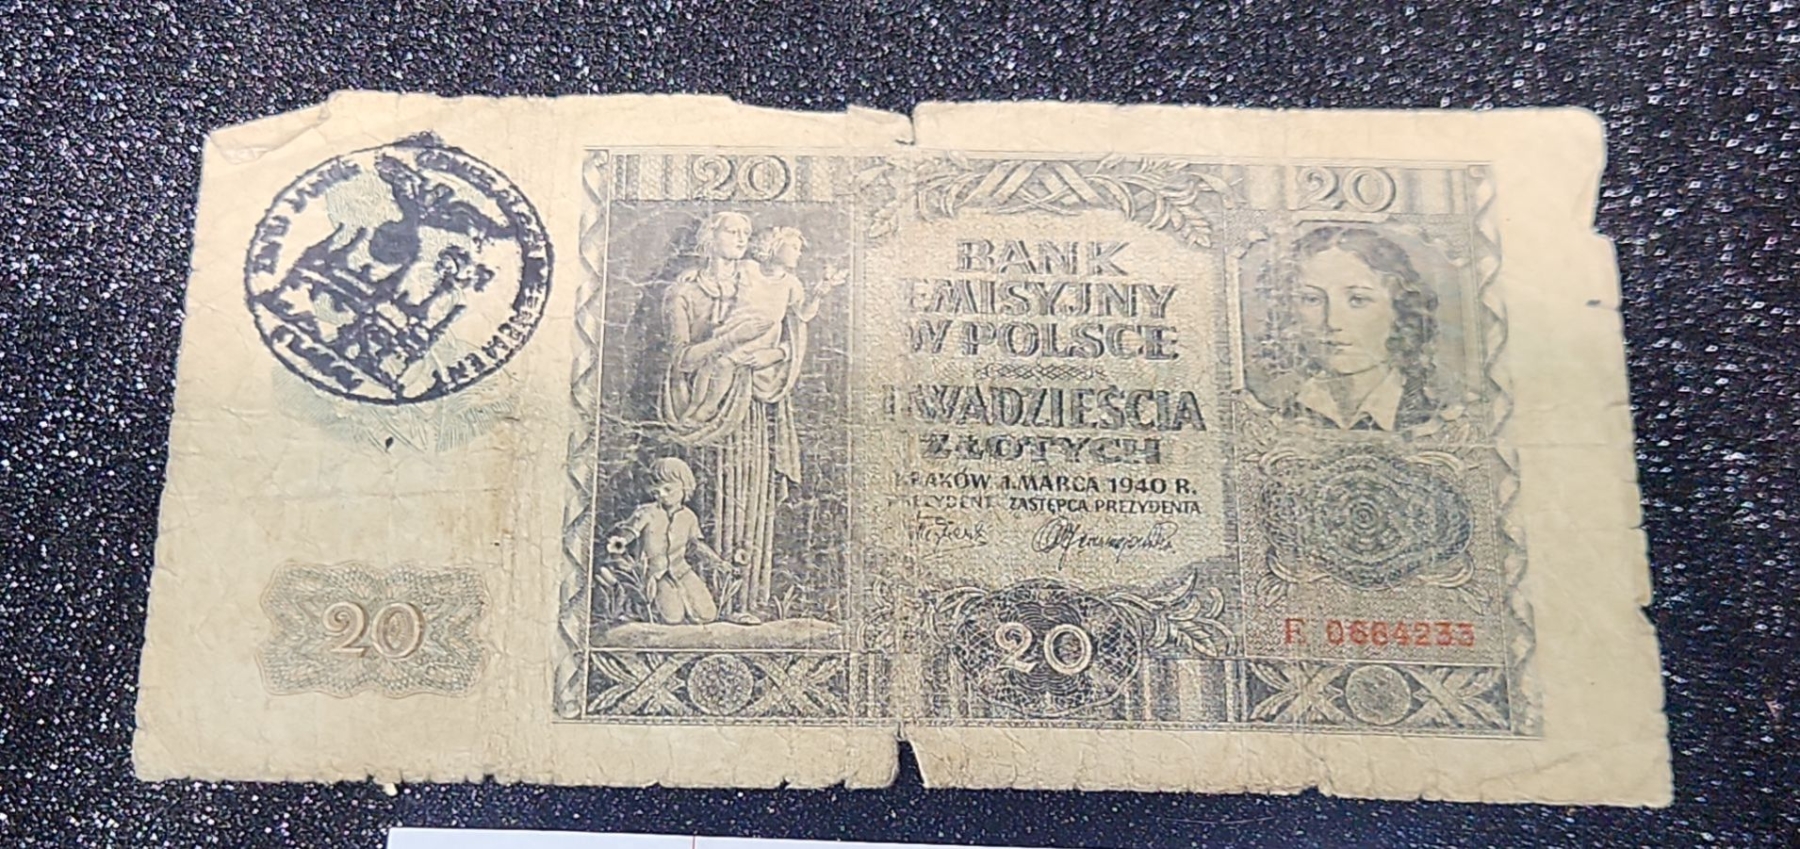 20
20
BANK
EMISYJNY
W POLSCE
DWADZIEŚCIA
ZŁOTYCH
KRAKÓW 1.MARCA 1940 R.
PREZYDENT ZASTĘPCA PREZYDENTA
20
20
E 0664233